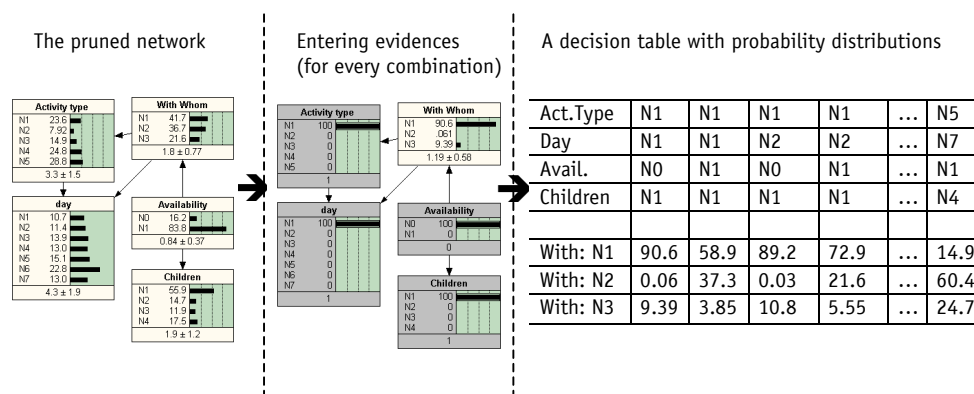 The pruned network
Activity type
N1 23.6
N2 7.92
N3 14.9
N4 24.8
N5 28.8
3.3 ± 1.5
With Whom
N1 41.7
N2 36.7
N3 21.6
1.8 ± 0.77
day
N1 10.7
N2 11.4
N3 13.9
N4 13.0
N5 15.1
N6 22.8
N7 13.0
4.3 ± 1.9
Availability
N0 16.2
N1 83.8
0.84 ± 0.37
Children
N1 55.9
N2 14.7
N3 11.9
N4 17.5
1.9 ± 1.2
Entering evidences
(for every combination)
Activity type
N1 100
N2 0
N3 0
N4 0
N5 0
1
With Whom
N1 90.6
N2 .061
N3 9.39
1.19 ± 0.58
day
N1 100
N2 0
N3 0
N4 0
N5 0
N6 0
N7 0
1
Availability
N0 100
N1 0
0
Children
N1 100
N2 0
N3 0
N4 0
1
A decision table with probability distributions
Act.Type N1 N1 N1 N1 ... N5
Day N1 N1 N2 N2 ... N7
Avail. N0 N1 N0 N1 ... N1
Children N1 N1 N1 N1 ... N4
With: N1 90.6 58.9 89.2 72.9 ... 14.9
With: N2 0.06 37.3 0.03 21.6 ... 60.4
With: N3 9.39 3.85 10.8 5.55 ... 24.7